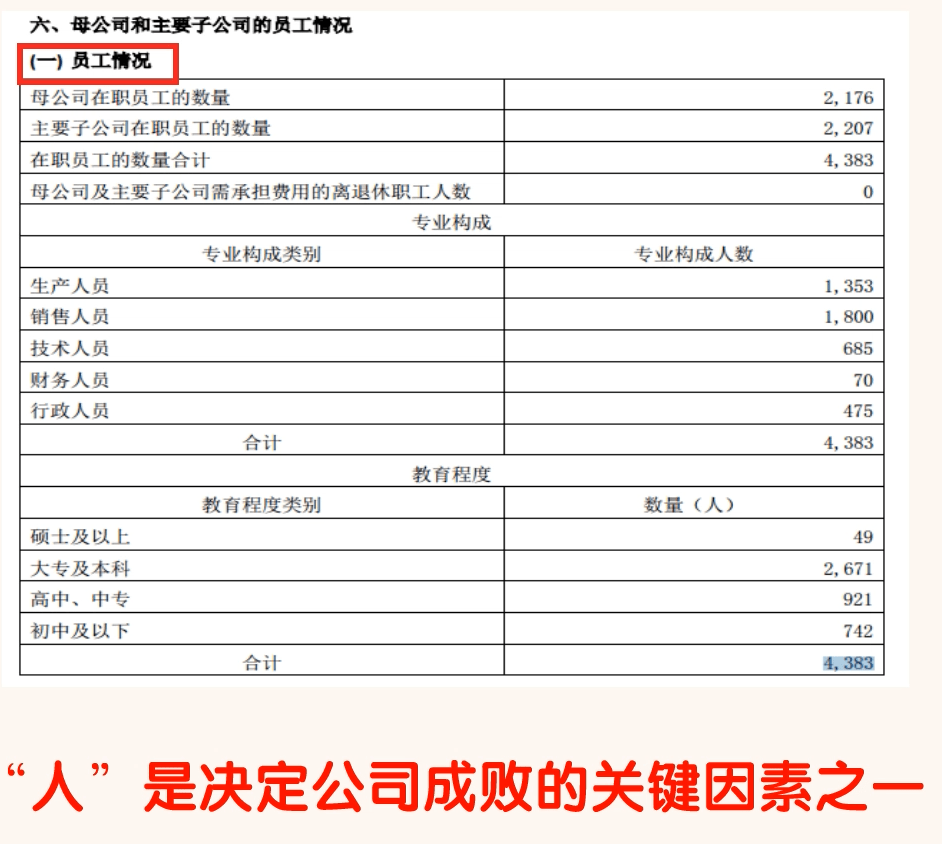 六、母公司和主要子公司的员工情况
(一) 员工情况
母公司在职员工的数量 2,176
主要子公司在职员工的数量 2,207
在职员工的数量合计 4,383
母公司及主要子公司需承担费用的离退休职工人数 0
专业构成
专业构成类别 专业构成人数
生产人员 1,353
销售人员 1,800
技术人员 685
财务人员 70
行政人员 475
合计 4,383
教育程度
教育程度类别 数量（人）
硕士及以上 49
大专及本科 2,671
高中、中专 921
初中及以下 742
合计 4,383
“人”是决定公司成败的关键因素之一